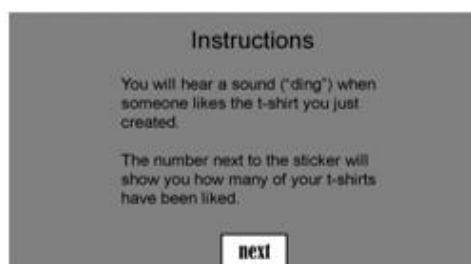 Instructions
You will hear a sound ("ding") when
someone likes the t-shirt you just
created.
The number next to the sticker will
show you how many of your t-shirts
have been liked.
next